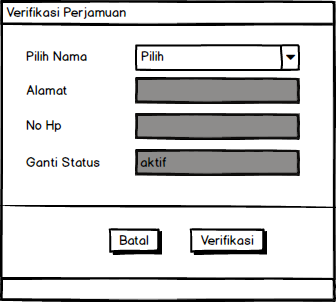 Verifikasi Perjamuan
Pilih Nama Pilih
Alamat
No Hp
Ganti Status aktif
Batal Verifikasi